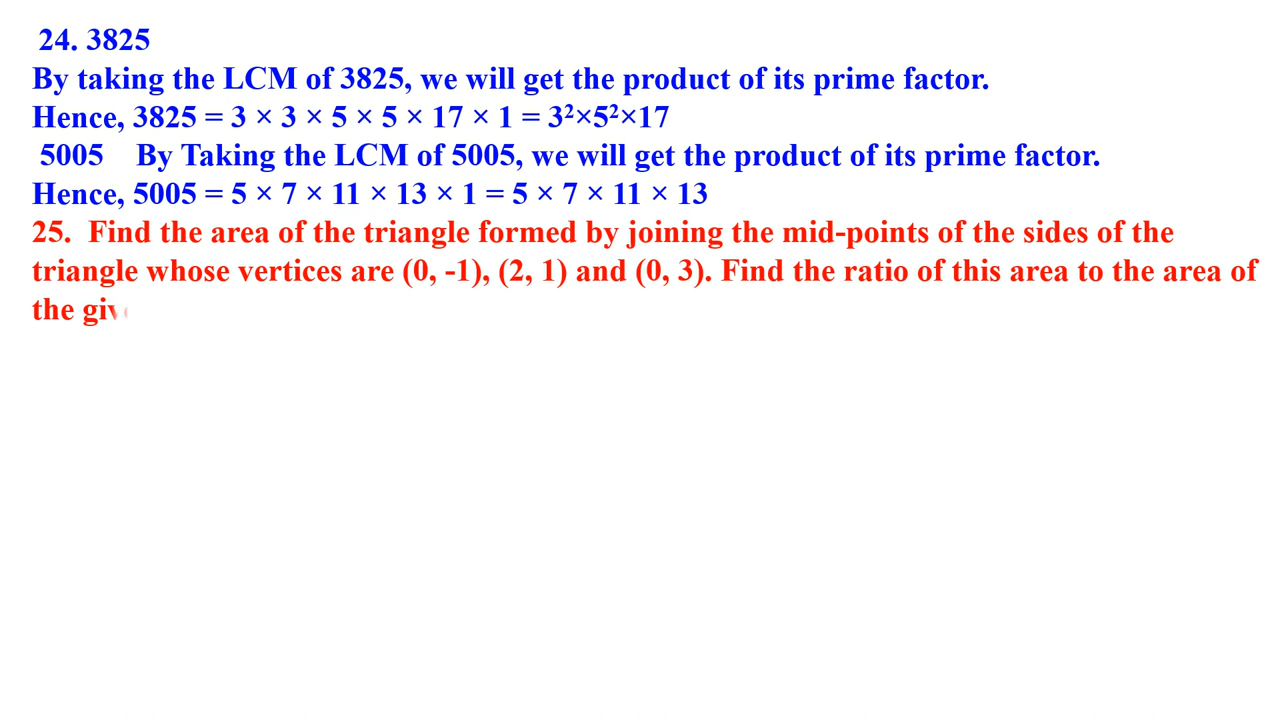 24. 3825
By taking the LCM of 3825, we will get the product of its prime factor.
Hence, 3825 = 3 × 3 × 5 × 5 × 17 × 1 = 3²×5²×17
5005 By Taking the LCM of 5005, we will get the product of its prime factor.
Hence, 5005 = 5 × 7 × 11 × 13 × 1 = 5 × 7 × 11 × 13
25. Find the area of the triangle formed by joining the mid-points of the sides of the
triangle whose vertices are (0, -1), (2, 1) and (0, 3). Find the ratio of this area to the area of
the